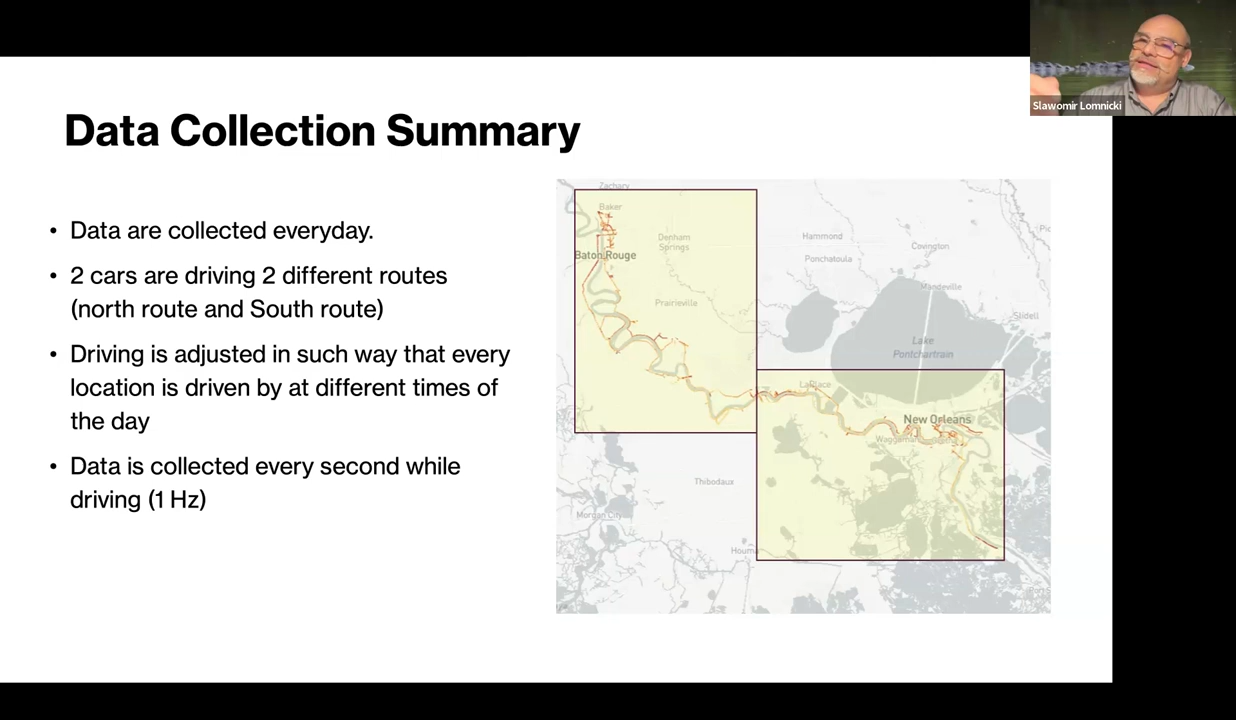 Slawomir Lomnicki
Data Collection Summary
• Data are collected everyday.
• 2 cars are driving 2 different routes
(north route and South route)
• Driving is adjusted in such way that every
location is driven by at different times of
the day
• Data is collected every second while
driving (1 Hz)
Zachary
Baker
Baton Rouge
Denham
Springs
Prairieville
Hammond
Ponchatoula
Covington
Mandeville
Slidell
Lake
Pontchartrain
LaPlace
New Orleans
Thibodaux
Morgan City